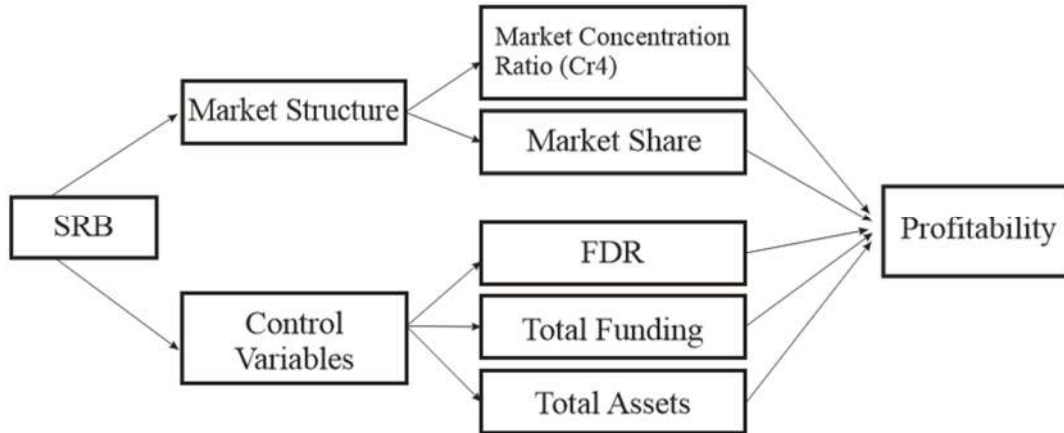 Market Concentration
Ratio (Cr4)
Market Structure
Market Share
SRB
Profitability
FDR
Control
Variables
Total Funding
Total Assets